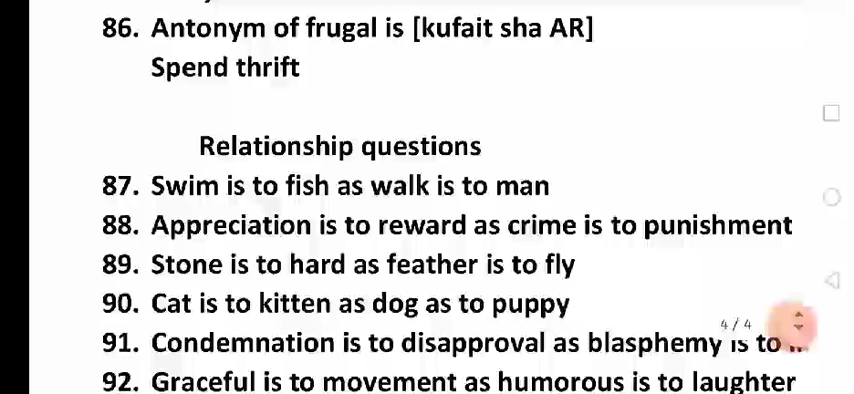 86. Antonym of frugal is [kufait sha AR]
Spend thrift
Relationship questions
87. Swim is to fish as walk is to man
88. Appreciation is to reward as crime is to punishment
89. Stone is to hard as feather is to fly
90. Cat is to kitten as dog as to puppy
4/4
91. Condemnation is to disapproval as blasphemy is to ..
92. Graceful is to movement as humorous is to laughter